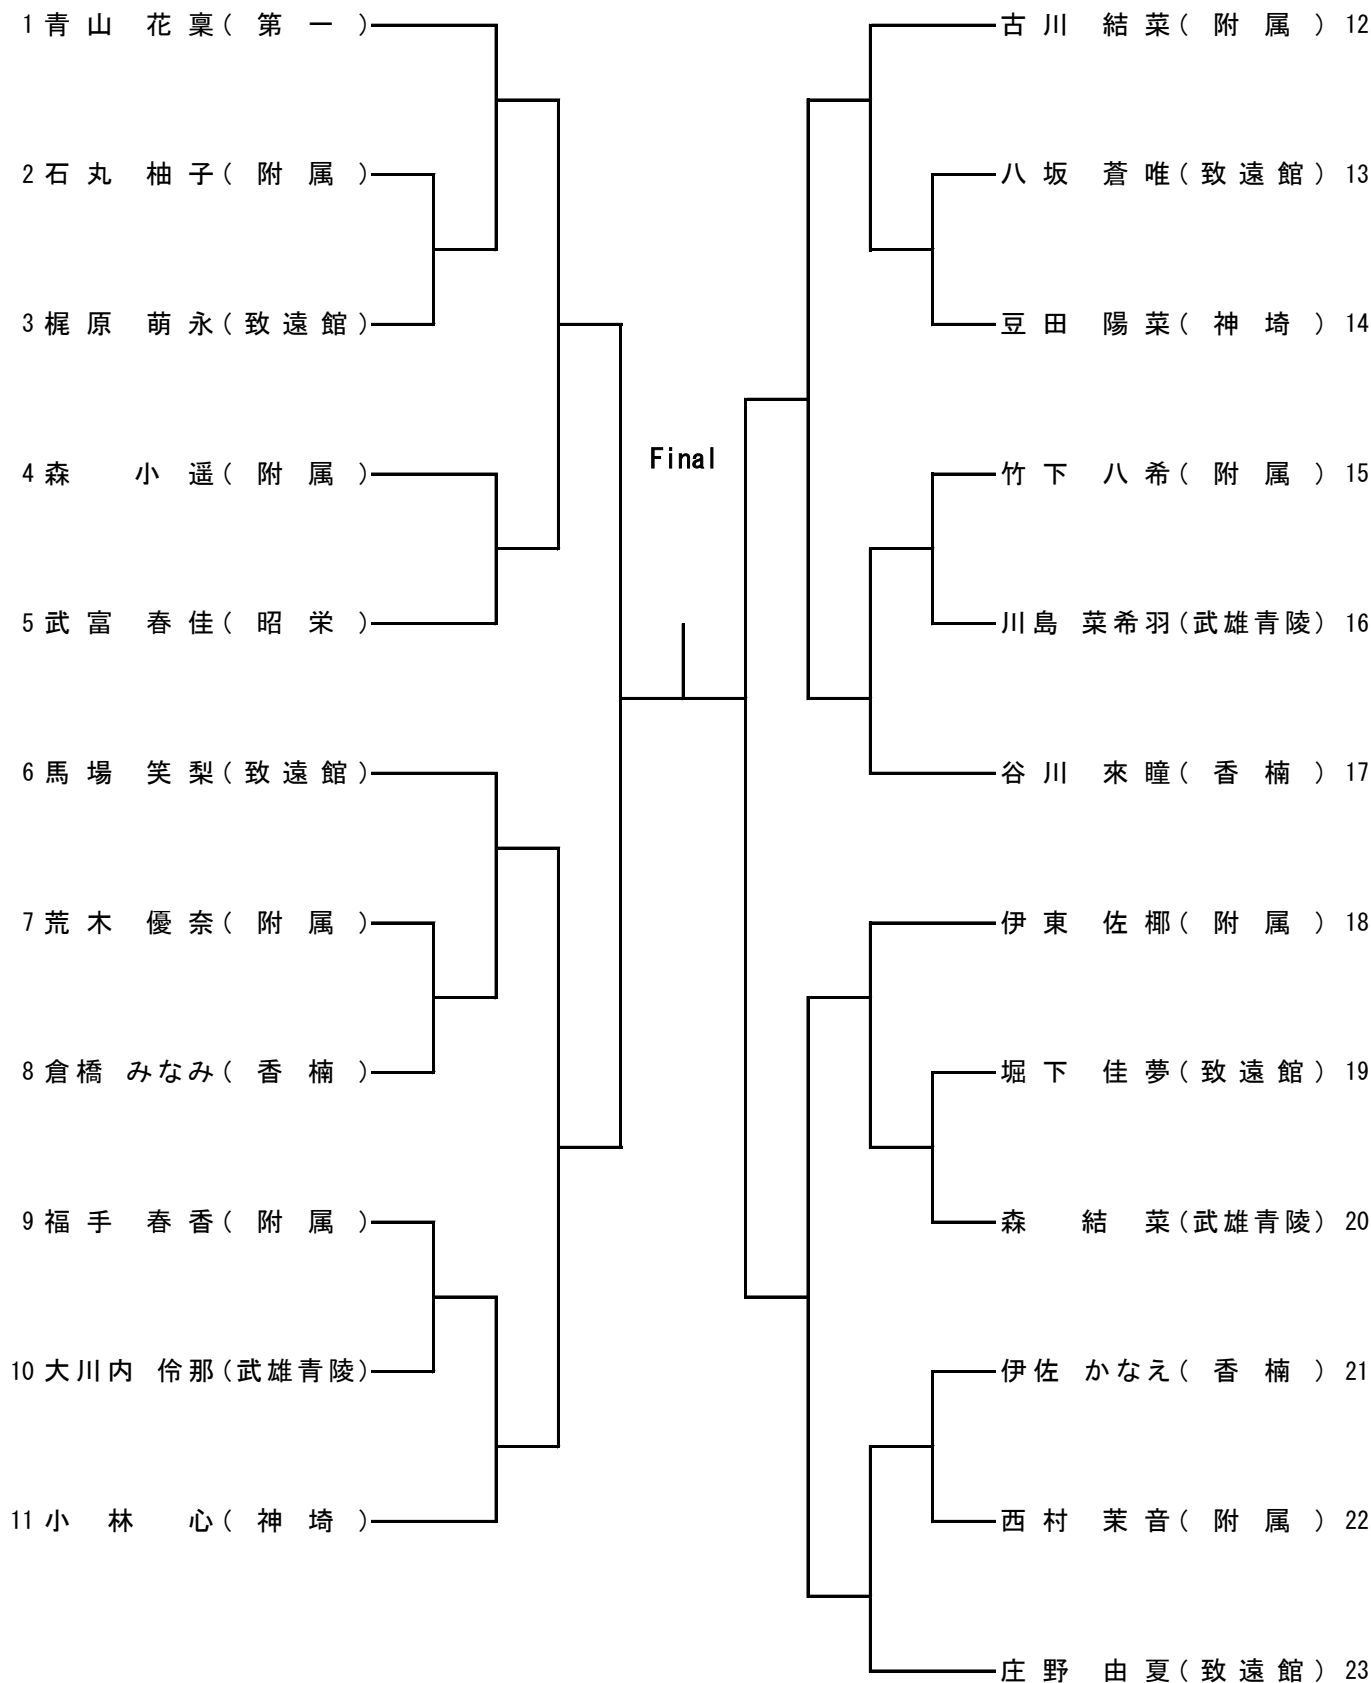 1 青山 花稟(第一)
2 石丸 柚子(附属)
3 梶原 萌永(致遠館)
4 森 小遥(附属)
5 武富 春佳(昭栄)
6 馬場 笑梨(致遠館)
7 荒木 優奈(附属)
8 倉橋 みなみ(香楠)
9 福手 春香(附属)
10 大川内 伶那(武雄青陵)
11 小林 心(神埼)
Final
古川 結菜(附属) 12
八坂 蒼唯(致遠館) 13
豆田 陽菜(神埼) 14
竹下 八希(附属) 15
川島 菜希羽(武雄青陵) 16
谷川 來瞳(香楠) 17
伊東 佐椰(附属) 18
堀下 佳夢(致遠館) 19
森 結菜(武雄青陵) 20
伊佐 かなえ(香楠) 21
西村 茉音(附属) 22
庄野 由夏(致遠館) 23